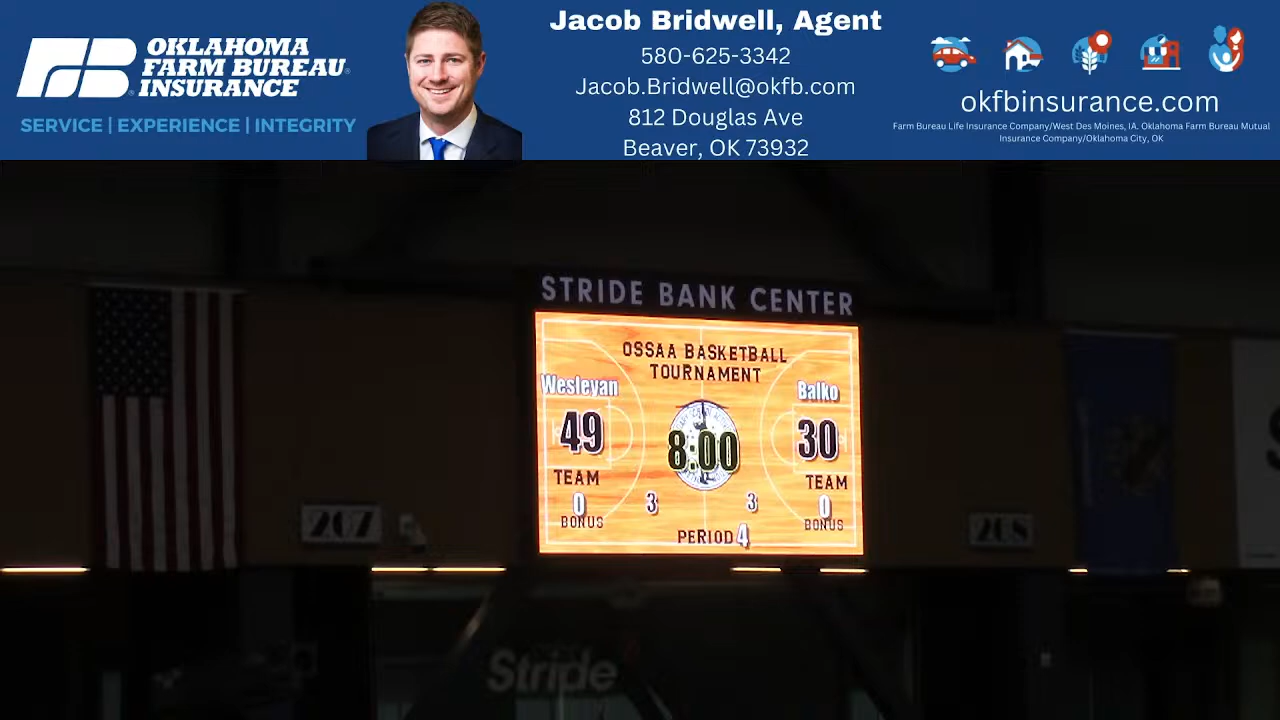 OKLAHOMA
FARM BUREAU
INSURANCE
SERVICE | EXPERIENCE | INTEGRITY
Jacob Bridwell, Agent
580-625-3342
Jacob.Bridwell@okfb.com
812 Douglas Ave
Beaver, OK 73932
okfbinsurance.com
Farm Bureau Life Insurance Company/West Des Moines, IA. Oklahoma Farm Bureau Mutual
Insurance Company/Oklahoma City, OK
STRIDE BANK CENTER
OSSAA BASKETBALL
TOURNAMENT
Wesleyan
Balko
49
8:00
30
TEAM
TEAM
0
3
3
0
BONUS
BONUS
PERIOD 4
207
208
Stride